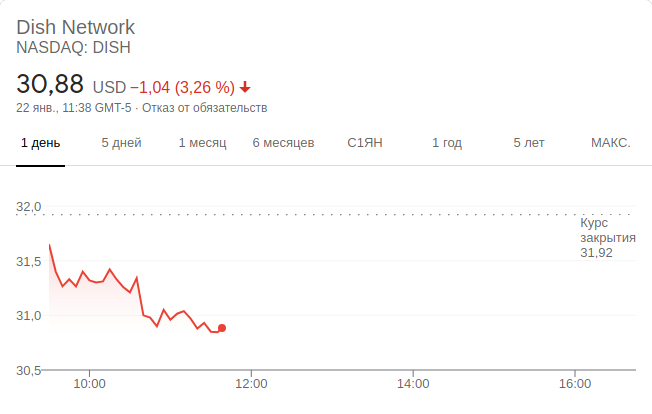 Dish Network
NASDAQ: DISH
30,88 USD −1,04 (3,26 %)
22 янв., 11:38 GMT-5 · Отказ от обязательств
1 день 5 дней 1 месяц 6 месяцев С1ЯН 1 год 5 лет МАКС.
32,0
Курс
закрытия
31,92
31,5
31,0
30,5
10:00 12:00 14:00 16:00